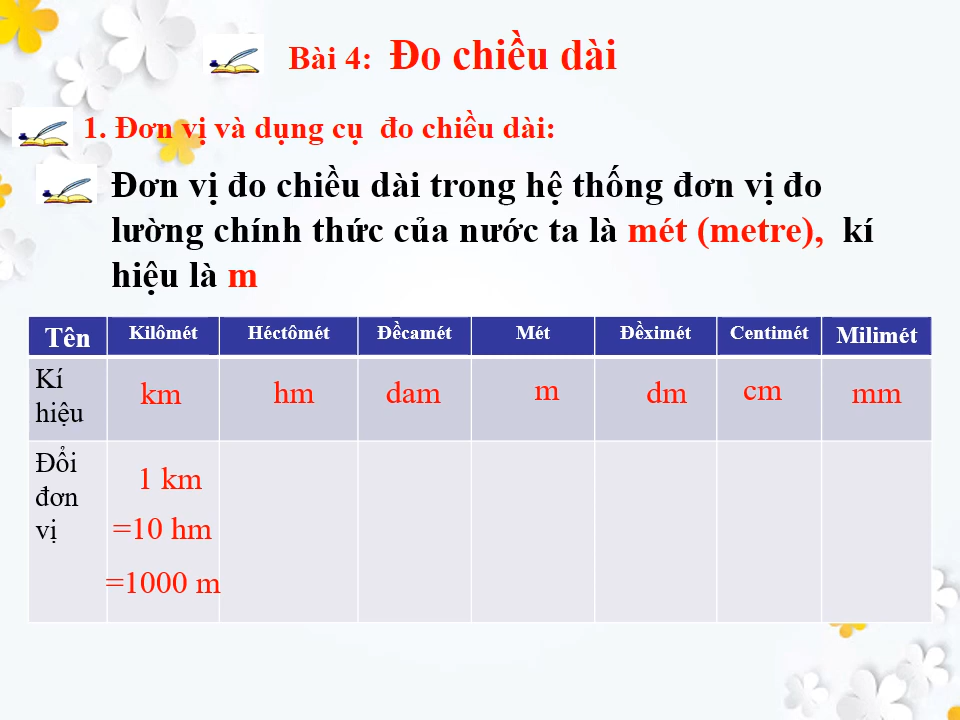 Bài 4: Đo chiều dài
1. Đơn vị và dụng cụ đo chiều dài:
Đơn vị đo chiều dài trong hệ thống đơn vị đo
lường chính thức của nước ta là mét (metre), kí
hiệu là m
Tên Kilômét Héctômét Đềcamét Mét Đềximét Centimét Milimét
Kí hiệu km hm dam m dm cm mm
Đổi đơn vị 1 km
=10 hm
=1000 m